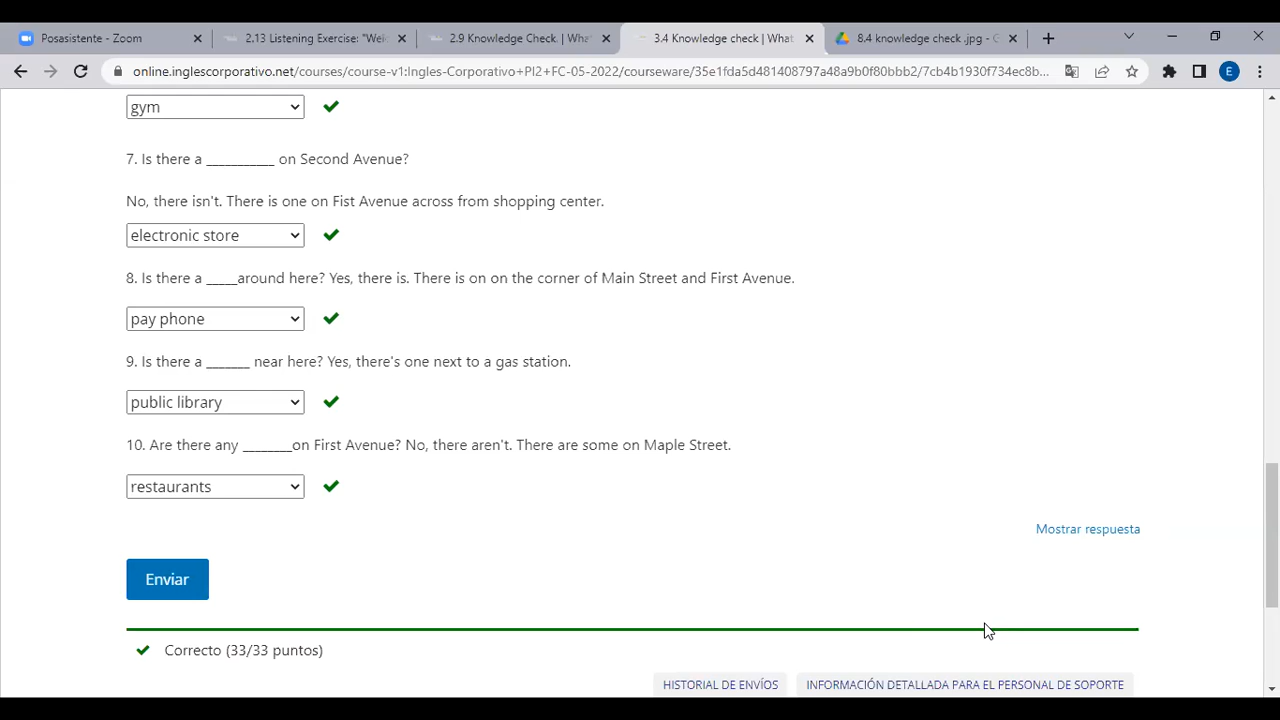 Posasistente - Zoom
2.13 Listening Exercise: "Welc
2.9 Knowledge Check. | What'
3.4 Knowledge check | What
8.4 knowledge check .jpg - G
online.inglescorporativo.net/courses/course-v1:Ingles-Corporativo+PI2+FC-05-2022/courseware/35e1fda5d481408797a48a9b0f80bbb2/7cb4b1930f734ec8b...
E
gym
7. Is there a ___________ on Second Avenue?
No, there isn't. There is one on Fist Avenue across from shopping center.
electronic store
8. Is there a _____around here? Yes, there is. There is on on the corner of Main Street and First Avenue.
pay phone
9. Is there a _______ near here? Yes, there's one next to a gas station.
public library
10. Are there any ________on First Avenue? No, there aren't. There are some on Maple Street.
restaurants
Mostrar respuesta
Enviar
Correcto (33/33 puntos)
HISTORIAL DE ENVÍOS
INFORMACIÓN DETALLADA PARA EL PERSONAL DE SOPORTE